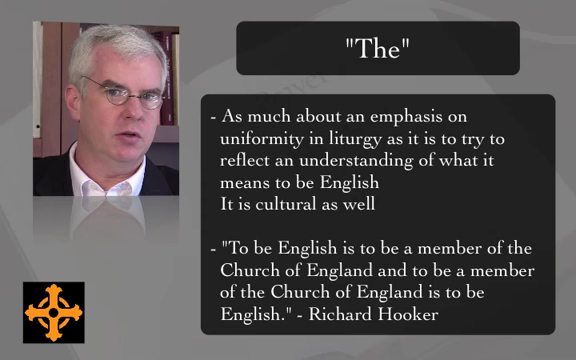 "The"
- As much about an emphasis on
uniformity in liturgy as it is to try to
reflect an understanding of what it
means to be English
It is cultural as well
- "To be English is to be a member of the
Church of England and to be a member
of the Church of England is to be
English." - Richard Hooker